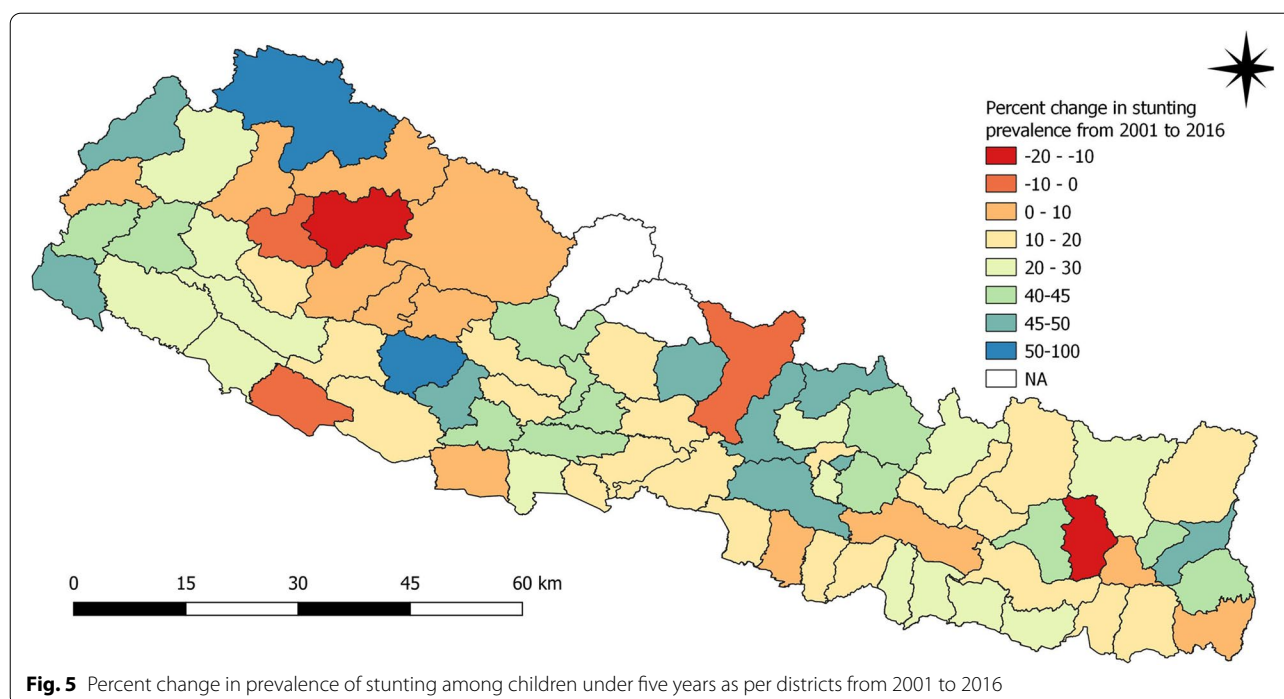 Percent change in stunting
prevalence from 2001 to 2016
-20 - -10
-10 - 0
0 - 10
10 - 20
20 - 30
40-45
45-50
50-100
NA
0 15 30 45 60 km
Fig. 5 Percent change in prevalence of stunting among children under five years as per districts from 2001 to 2016